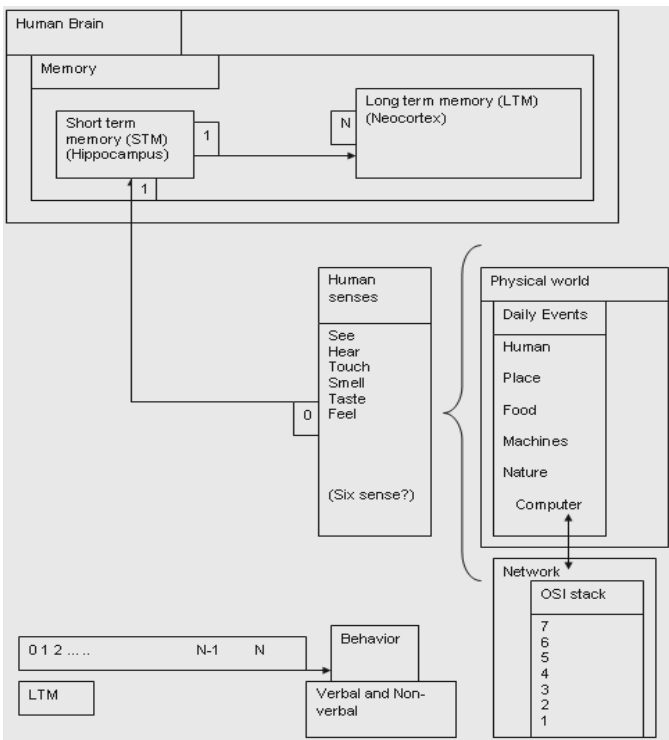 Human Brain
Memory
Short term
memory (STM)
(Hippocampus)
1
N
Long term memory (LTM)
(Neocortex)
1
Human
senses
See
Hear
Touch
Smell
Taste
Feel
0
(Six sense?)
Physical world
Daily Events
Human
Place
Food
Machines
Nature
Computer
Network
OSI stack
7
6
5
4
3
2
1
0 1 2 ..... N-1 N
LTM
Behavior
Verbal and Non-
verbal